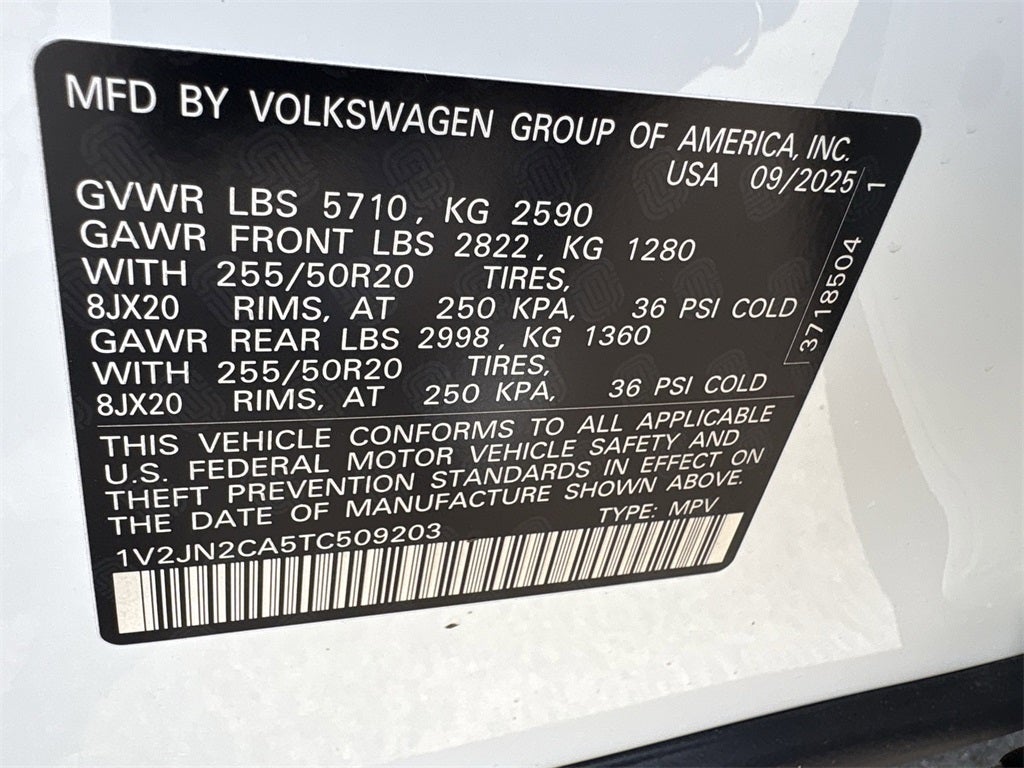 MFD BY VOLKSWAGEN GROUP OF AMERICA, INC.
USA 09/2025
GVWR LBS 5710, KG 2590
GAWR FRONT LBS 2822, KG 1280
WITH 255/50R20 TIRES,
8JX20 RIMS, AT 250 KPA, 36 PSI COLD
GAWR REAR LBS 2998, KG 1360
WITH 255/50R20 TIRES,
8JX20 RIMS, AT 250 KPA, 36 PSI COLD
THIS VEHICLE CONFORMS TO ALL APPLICABLE
U.S. FEDERAL MOTOR VEHICLE SAFETY AND
THEFT PREVENTION STANDARDS IN EFFECT ON
THE DATE OF MANUFACTURE SHOWN ABOVE.
TYPE: MPV
1V2JN2CA5TC509203
3718504 1